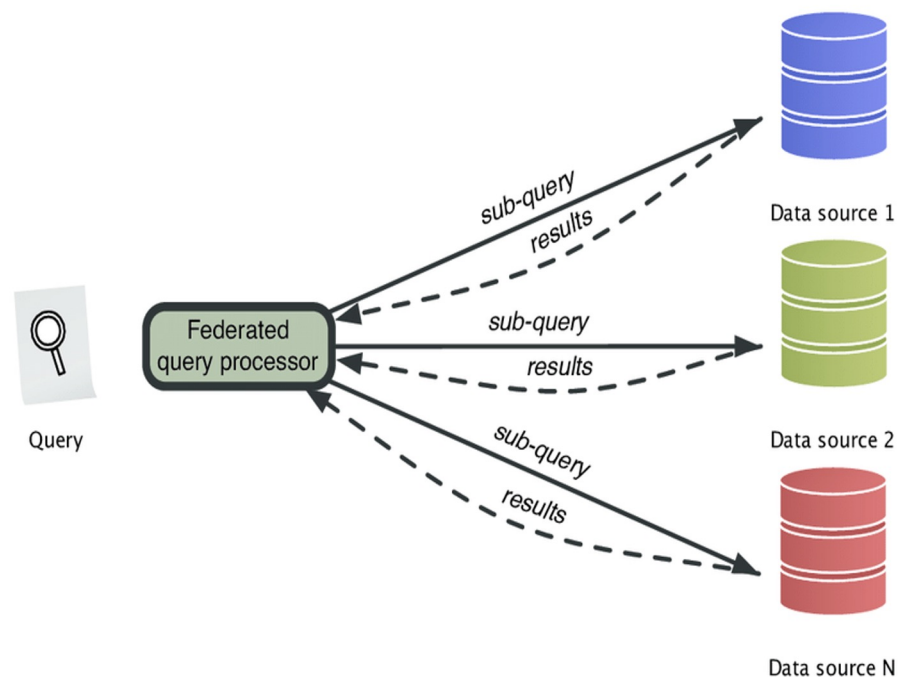 Query
Federated
query processor
sub-query
results
Data source 1
sub-query
results
Data source 2
sub-query
results
Data source N